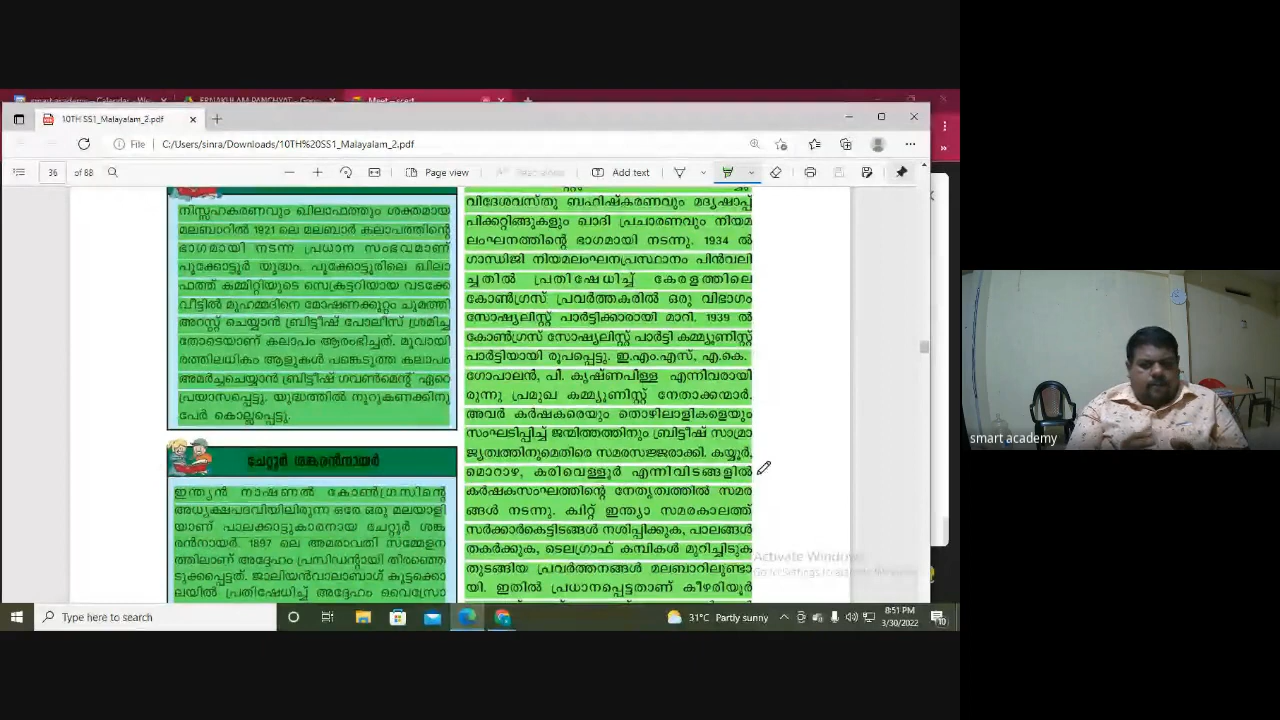 10TH SS1_Malayalam_2.pdf
File
C:/Users/sinra/Downloads/10TH%20SS1_Malayalam_2.pdf
36 of 88
Page view
Add text
നിസ്സഹകരണവും ഖിലാഫത്തും ശക്തമായ
മലബാറിൽ 1921 ലെ മലബാർ കലാപത്തിന്റെ
ഭാഗമായി നടന്ന പ്രധാന സംഭവമാണ്
പൂക്കോട്ടൂർ യുദ്ധം. പൂക്കോട്ടൂരിലെ ഖിലാ
ഫത്ത് കമ്മിറ്റിയുടെ സെക്രട്ടറിയായ വടക്കേ
വീട്ടിൽ മുഹമ്മദിനെ മോഷണക്കുറ്റം ചുമത്തി
അറസ്റ്റ് ചെയ്യാൻ ബ്രിട്ടീഷ് പോലീസ് ശ്രമിച്ച
തോടെയാണ് കലാപം ആരംഭിച്ചത്. മൂവായി
രത്തിലധികം ആളുകൾ പങ്കെടുത്ത കലാപം
അമർച്ചചെയ്യാൻ ബ്രിട്ടീഷ് ഗവൺമെന്റ് ഏറെ
പ്രയാസപ്പെട്ടു. യുദ്ധത്തിൽ നൂറുകണക്കിനു
പേർ കൊല്ലപ്പെട്ടു.
ചേറ്റൂർ ശങ്കരൻനായർ
ഇന്ത്യൻ നാഷണൽ കോൺഗ്രസിന്റെ
അധ്യക്ഷപദവിയിലിരുന്ന ഒരേ ഒരു മലയാളി
യാണ് പാലക്കാട്ടുകാരനായ ചേറ്റൂർ ശങ്ക
രൻനായർ. 1897 ലെ അമരാവതി സമ്മേളന
ത്തിലാണ് അദ്ദേഹം പ്രസിഡന്റായി തിരഞ്ഞെ
ടുക്കപ്പെട്ടത്. ജാലിയൻവാലാബാഗ് കൂട്ടക്കൊ
ലയിൽ പ്രതിഷേധിച്ച് അദ്ദേഹം വൈസ്രോ
വിദേശവസ്തു ബഹിഷ്കരണവും മദ്യഷാപ്പ്
പിക്കറ്റിങ്ങുകളും ഖാദി പ്രചാരണവും നിയമ
ലംഘനത്തിന്റെ ഭാഗമായി നടന്നു. 1934 ൽ
ഗാന്ധിജി നിയമലംഘനപ്രസ്ഥാനം പിൻവലി
ച്ചതിൽ പ്രതിഷേധിച്ച് കേരളത്തിലെ
കോൺഗ്രസ് പ്രവർത്തകരിൽ ഒരു വിഭാഗം
സോഷ്യലിസ്റ്റ് പാർട്ടിക്കാരായി മാറി. 1939 ൽ
കോൺഗ്രസ് സോഷ്യലിസ്റ്റ് പാർട്ടി കമ്മ്യൂണിസ്റ്റ്
പാർട്ടിയായി രൂപപ്പെട്ടു. ഇ.എം.എസ്, എ.കെ.
ഗോപാലൻ, പി. കൃഷ്ണപിള്ള എന്നിവരായി
രുന്നു പ്രമുഖ കമ്മ്യൂണിസ്റ്റ് നേതാക്കന്മാർ.
അവർ കർഷകരെയും തൊഴിലാളികളെയും
സംഘടിപ്പിച്ച് ജന്മിത്തത്തിനും ബ്രിട്ടീഷ് സാമ്രാ
ജ്യത്വത്തിനുമെതിരെ സമരസജ്ജരാക്കി. കയ്യൂർ,
മൊറാഴ, കരിവെള്ളൂർ എന്നിവിടങ്ങളിൽ
കർഷകസംഘത്തിന്റെ നേതൃത്വത്തിൽ സമര
ങ്ങൾ നടന്നു. ക്വിറ്റ് ഇന്ത്യാ സമരകാലത്ത്
സർക്കാർകെട്ടിടങ്ങൾ നശിപ്പിക്കുക, പാലങ്ങൾ
തകർക്കുക, ടെലഗ്രാഫ് കമ്പികൾ മുറിച്ചിടുക
തുടങ്ങിയ പ്രവർത്തനങ്ങൾ മലബാറിലുണ്ടാ
യി. ഇതിൽ പ്രധാനപ്പെട്ടതാണ് കീഴരിയൂർ
Activate Windows
smart academy
Type here to search
31°C Partly sunny
8:51 PM
3/30/2022